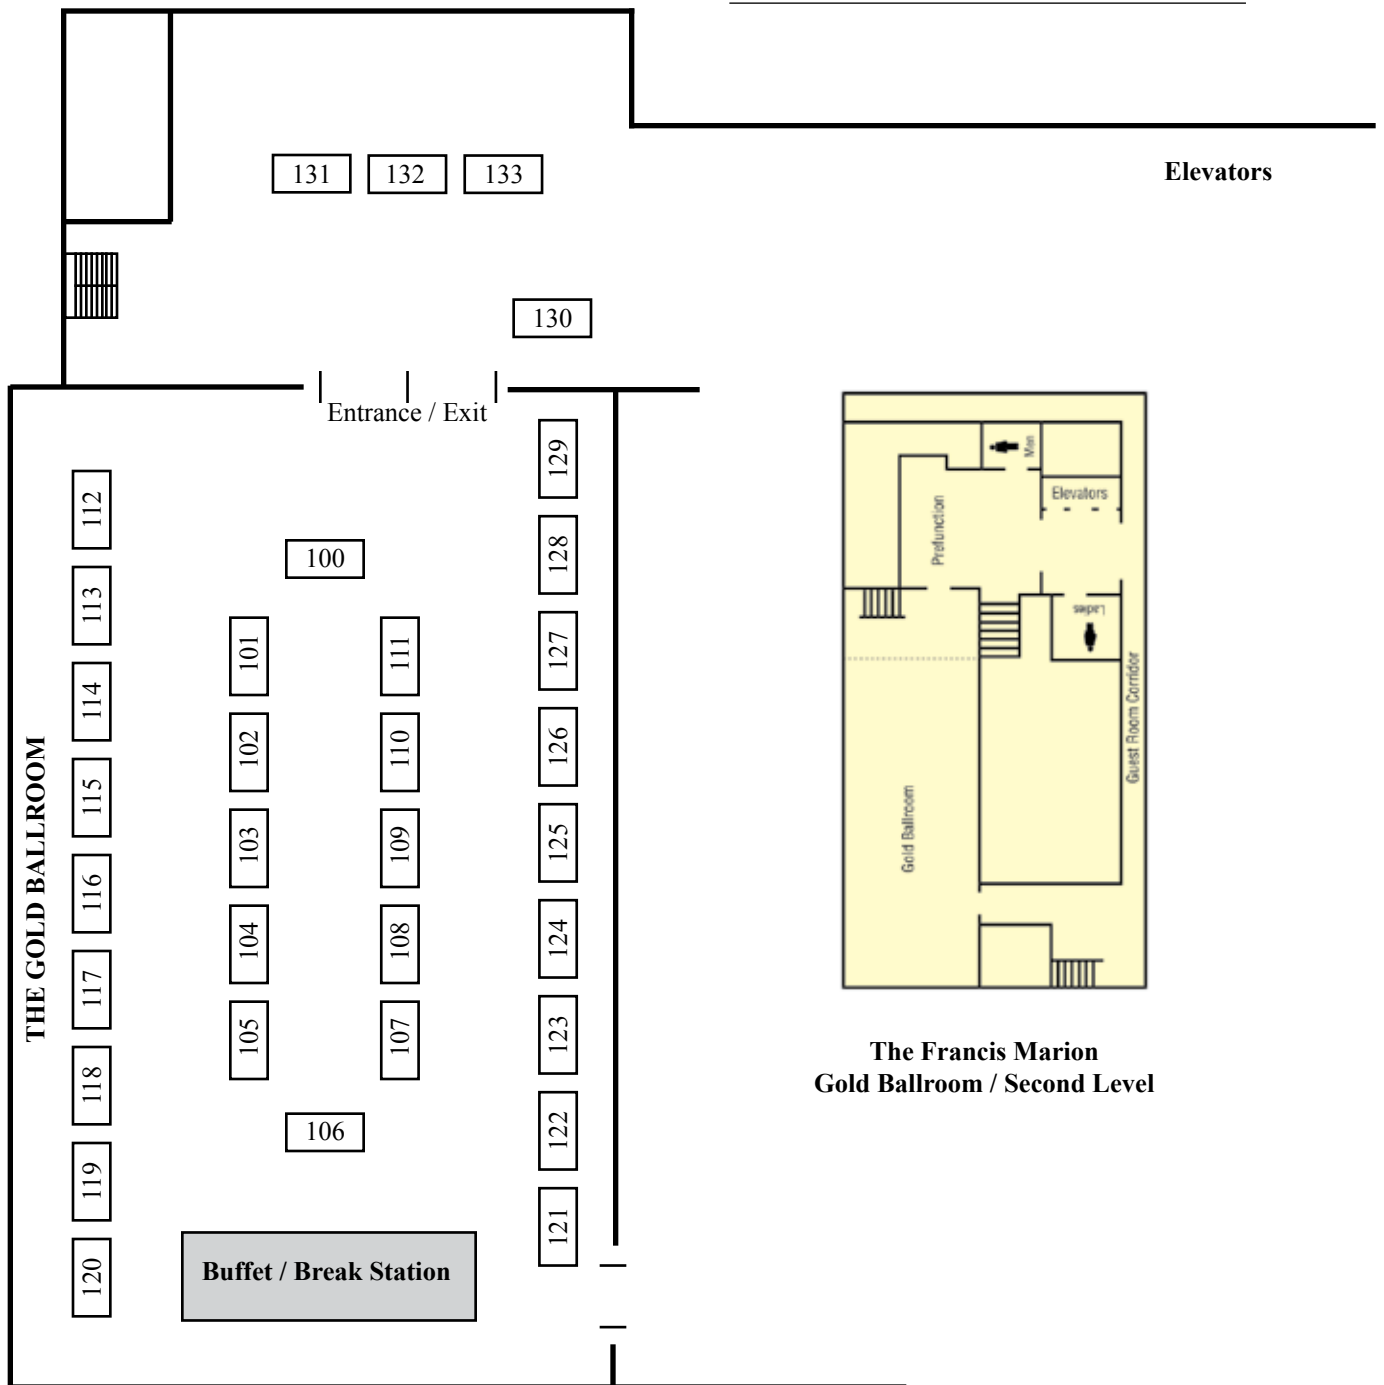 Elevators
131 132 133
130
Entrance / Exit
129
112
128
100
113
127
101 111
114
126
102 110
115
125
103 109
116
124
104 108
117
123
105 107
118
122
106
119
121
120
THE GOLD BALLROOM
Buffet / Break Station
Men
Elevators
Prefunction
Ladies
Guest Room Corridor
Gold Ballroom
The Francis Marion
Gold Ballroom / Second Level